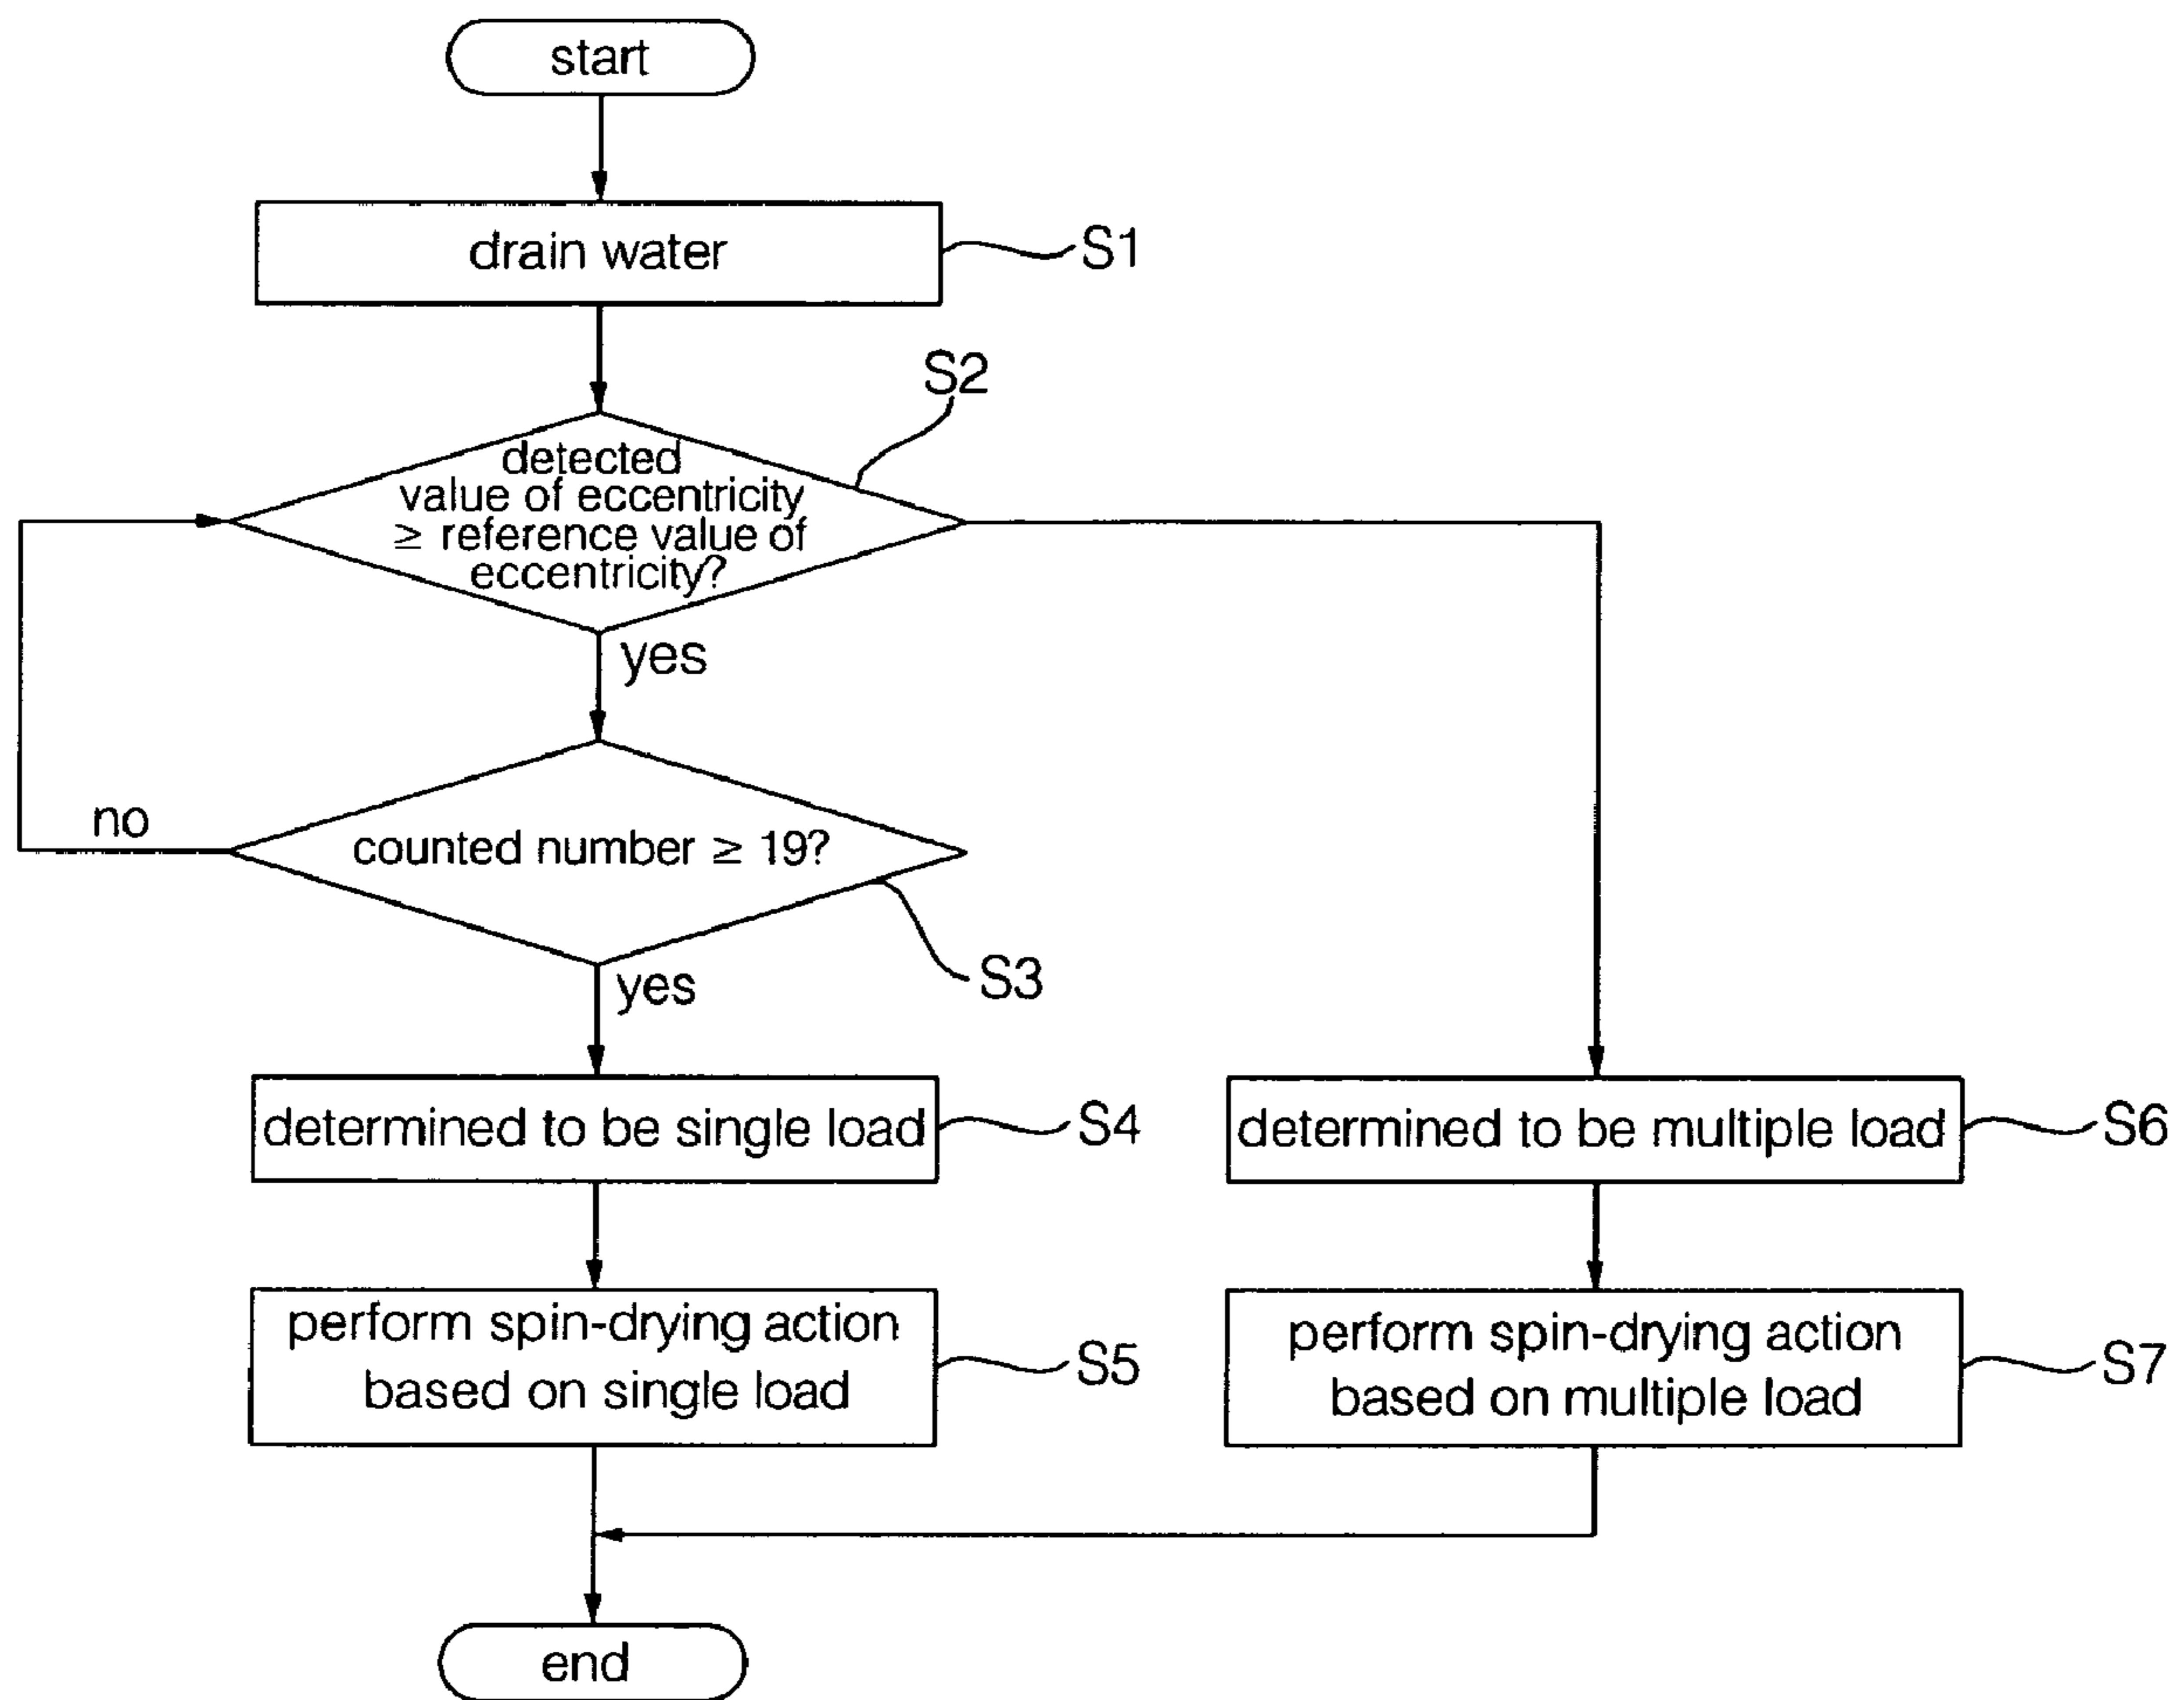 start
drain water
S1
S2
detected
value of eccentricity
≥ reference value of
eccentricity?
yes
no
counted number ≥ 19?
yes
S3
determined to be single load
S4
determined to be multiple load
S6
perform spin-drying action
based on single load
S5
perform spin-drying action
based on multiple load
S7
end